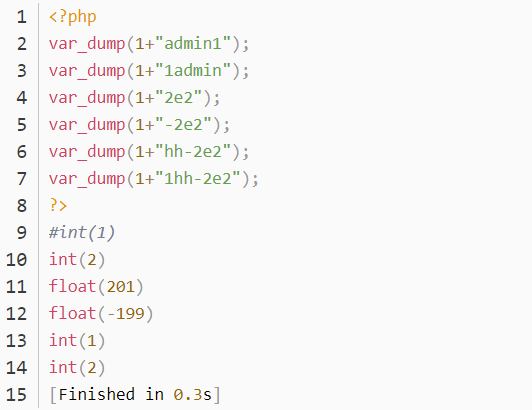 1 <?php
2 var_dump(1+"admin1");
3 var_dump(1+"1admin");
4 var_dump(1+"2e2");
5 var_dump(1+"-2e2");
6 var_dump(1+"hh-2e2");
7 var_dump(1+"1hh-2e2");
8 ?>
9 #int(1)
10 int(2)
11 float(201)
12 float(-199)
13 int(1)
14 int(2)
15 [Finished in 0.3s]